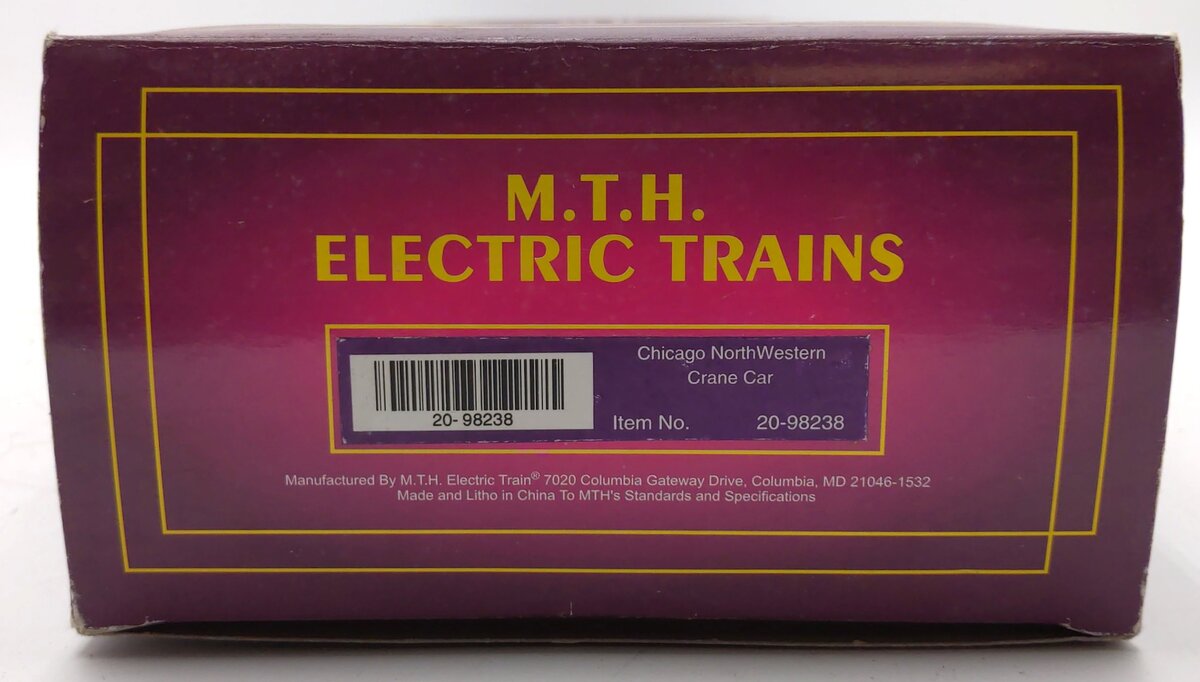 M.T.H.
ELECTRIC TRAINS
20-98238
Chicago NorthWestern
Crane Car
Item No. 20-98238
Manufactured By M.T.H. Electric Train® 7020 Columbia Gateway Drive, Columbia, MD 21046-1532
Made and Litho in China To MTH's Standards and Specifications